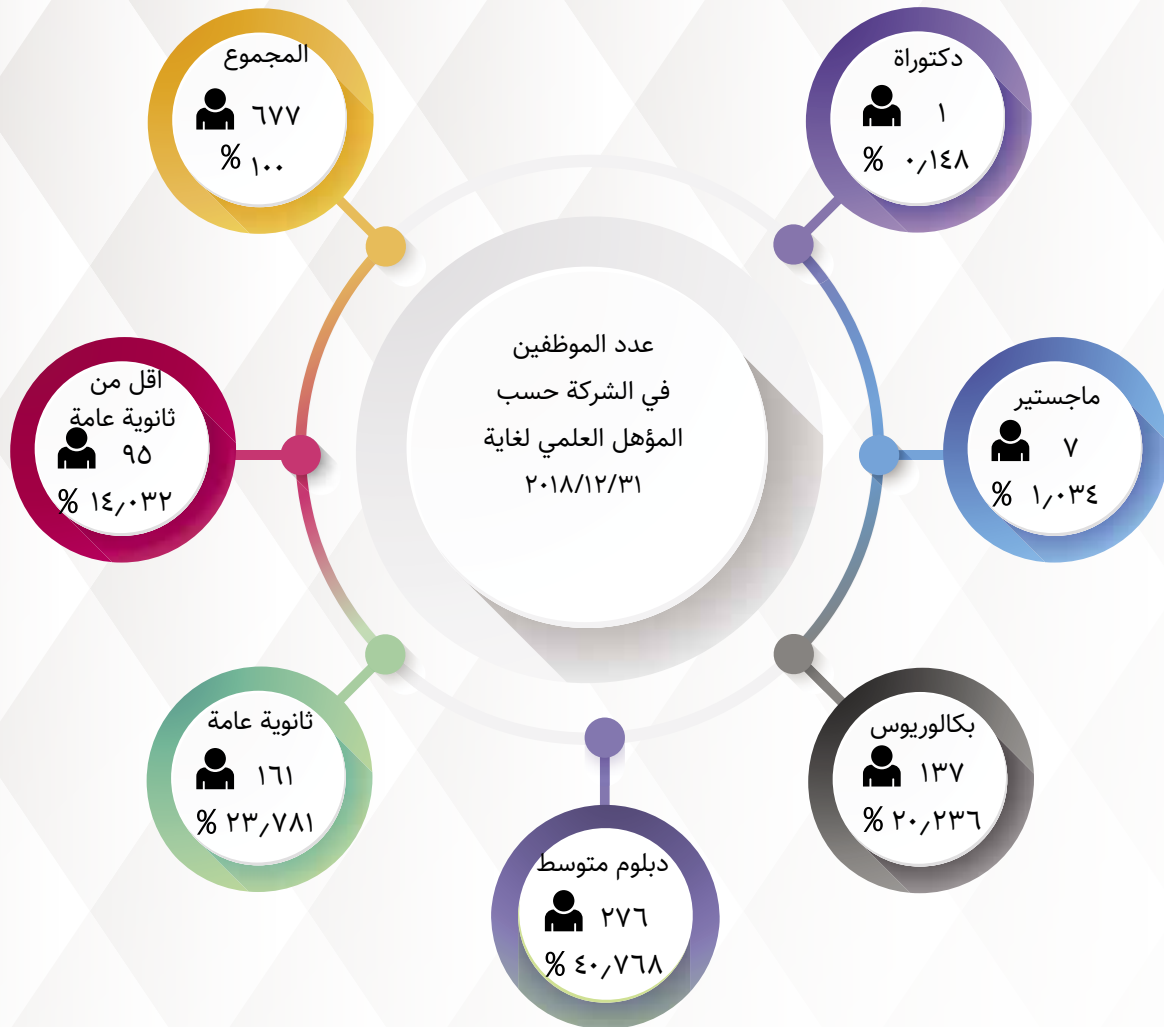 عدد الموظفين
في الشركة حسب
المؤهل العلمي لغاية
٢٠١٨/١٢/٣١
دكتوراة
١
% ٠٫١٤٨
ماجستير
٧
% ١٫٠٣٤
بكالوريوس
١٣٧
% ٢٠٫٢٣٦
دبلوم متوسط
٢٧٦
% ٤٠٫٧٦٨
ثانوية عامة
١٦١
% ٢٣٫٧٨١
اقل من
ثانوية عامة
٩٥
% ١٤٫٠٣٢
المجموع
٦٧٧
% ١٠٠